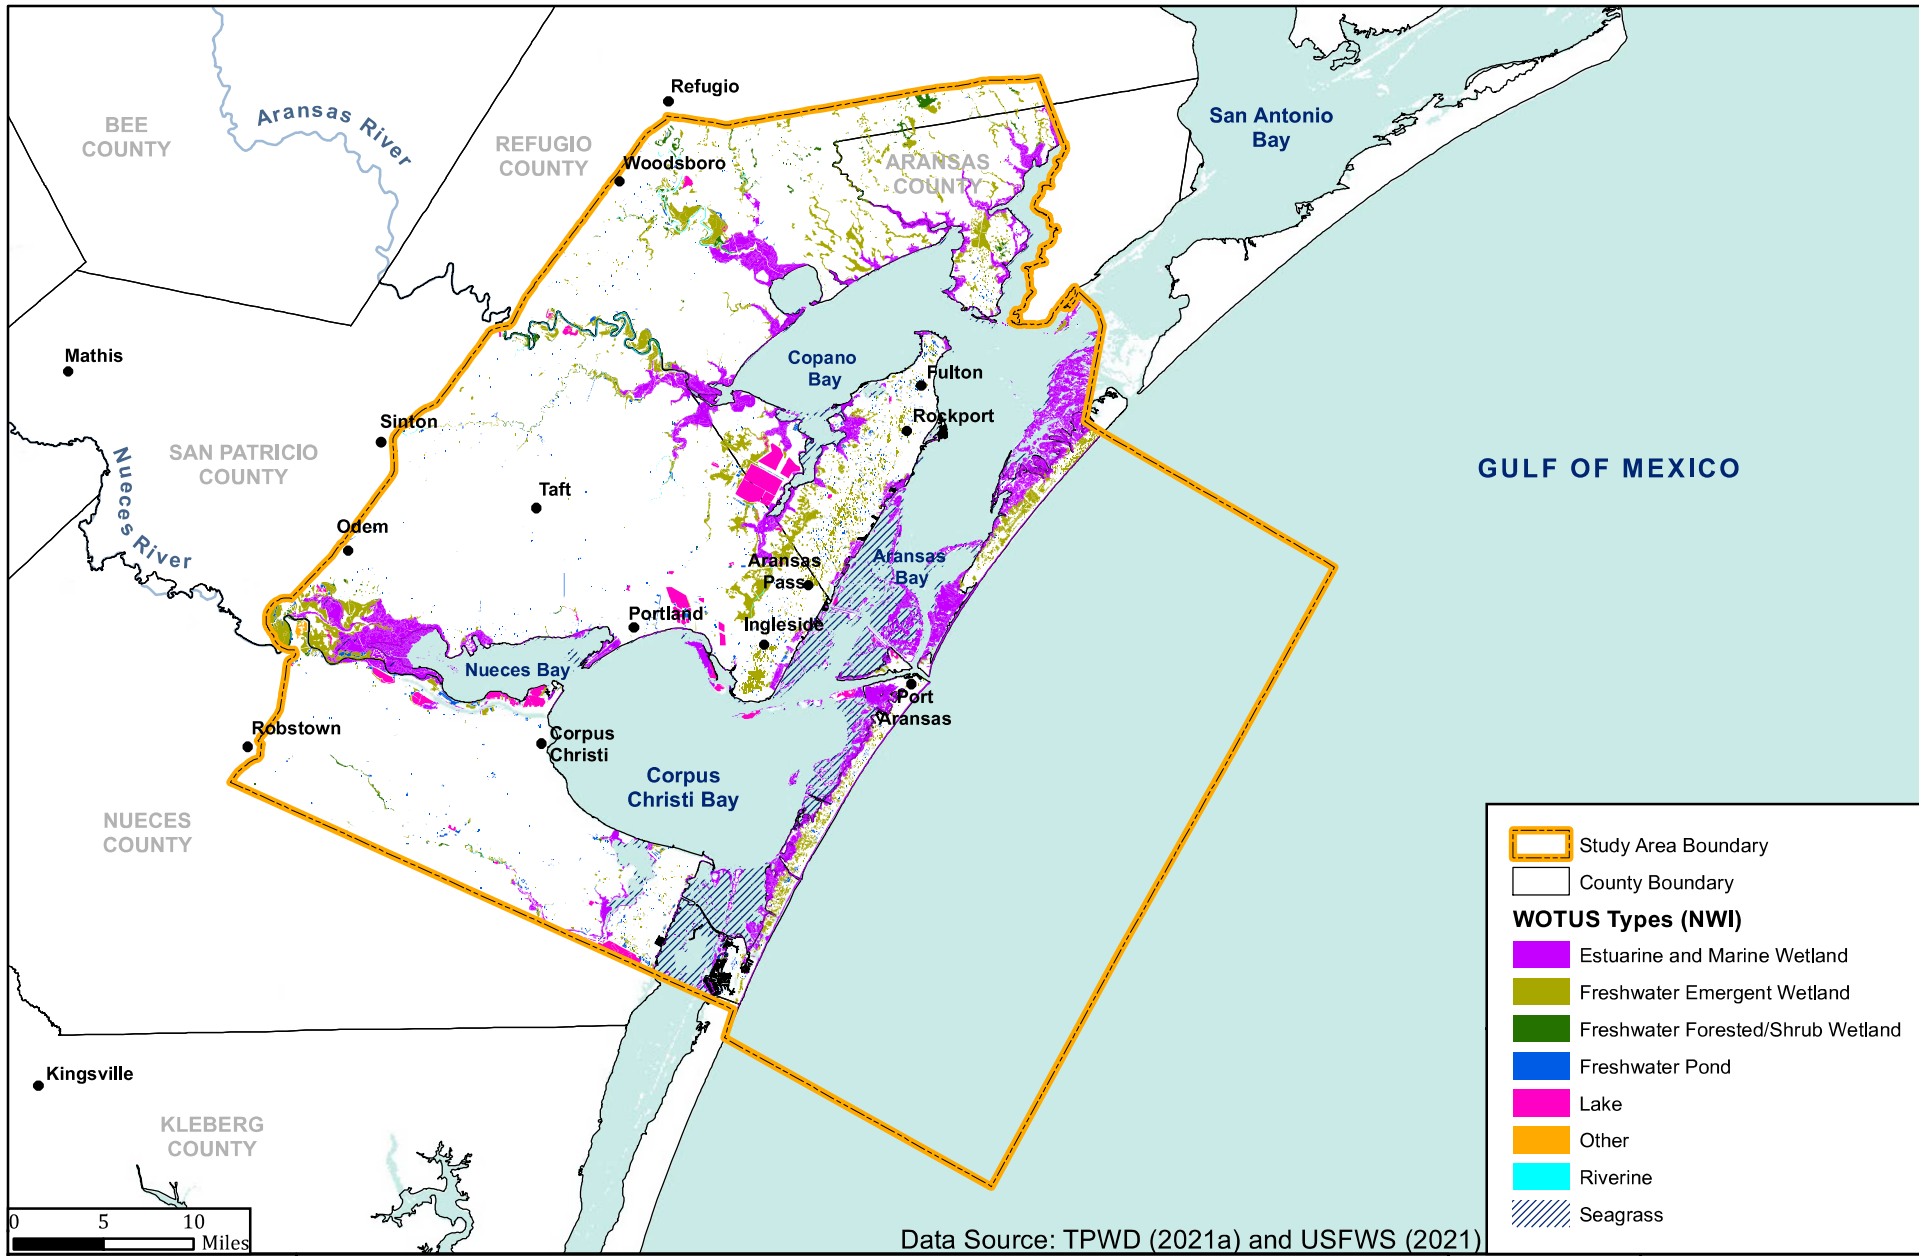 Refugio
BEE
COUNTY
Aransas River
REFUGIO
COUNTY
Woodsboro
ARANSAS
COUNTY
San Antonio
Bay
Mathis
Copano
Bay
Fulton
Rockport
Sinton
SAN PATRICIO
COUNTY
Nueces River
GULF OF MEXICO
Taft
Odem
Aransas
Pass
Aransas
Bay
Portland
Ingleside
Nueces Bay
Port
Aransas
Robstown
Corpus
Christi
Corpus
Christi Bay
NUECES
COUNTY
Kingsville
KLEBERG
COUNTY
Study Area Boundary
County Boundary
WOTUS Types (NWI)
Estuarine and Marine Wetland
Freshwater Emergent Wetland
Freshwater Forested/Shrub Wetland
Freshwater Pond
Lake
Other
Riverine
Seagrass
0 5 10
Miles
Data Source: TPWD (2021a) and USFWS (2021)